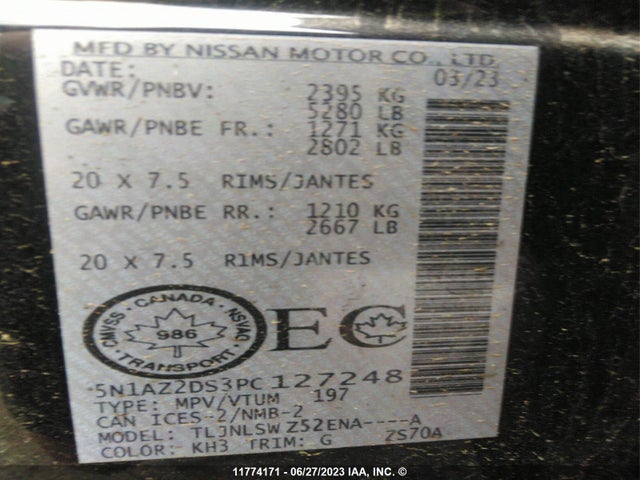 MFD BY NISSAN MOTOR CO., LTD.
DATE: 03/23
GVWR/PNBV: 2395 KG
5280 LB
GAWR/PNBE FR.: 1271 KG
2802 LB
20 X 7.5 RIMS/JANTES
GAWR/PNBE RR.: 1210 KG
2667 LB
20 X 7.5 RIMS/JANTES
CANADA
CMVSS NSVAC
986
TRANSPORT
EC
5N1AZ2DS3PC127248
TYPE: MPV/VTUM 197
CAN ICES-2/NMB-2
MODEL: TLJNLSWZ52ENA----A
COLOR: KH3 TRIM: G ZS70A
11774171 - 06/27/2023 IAA, Inc. ©